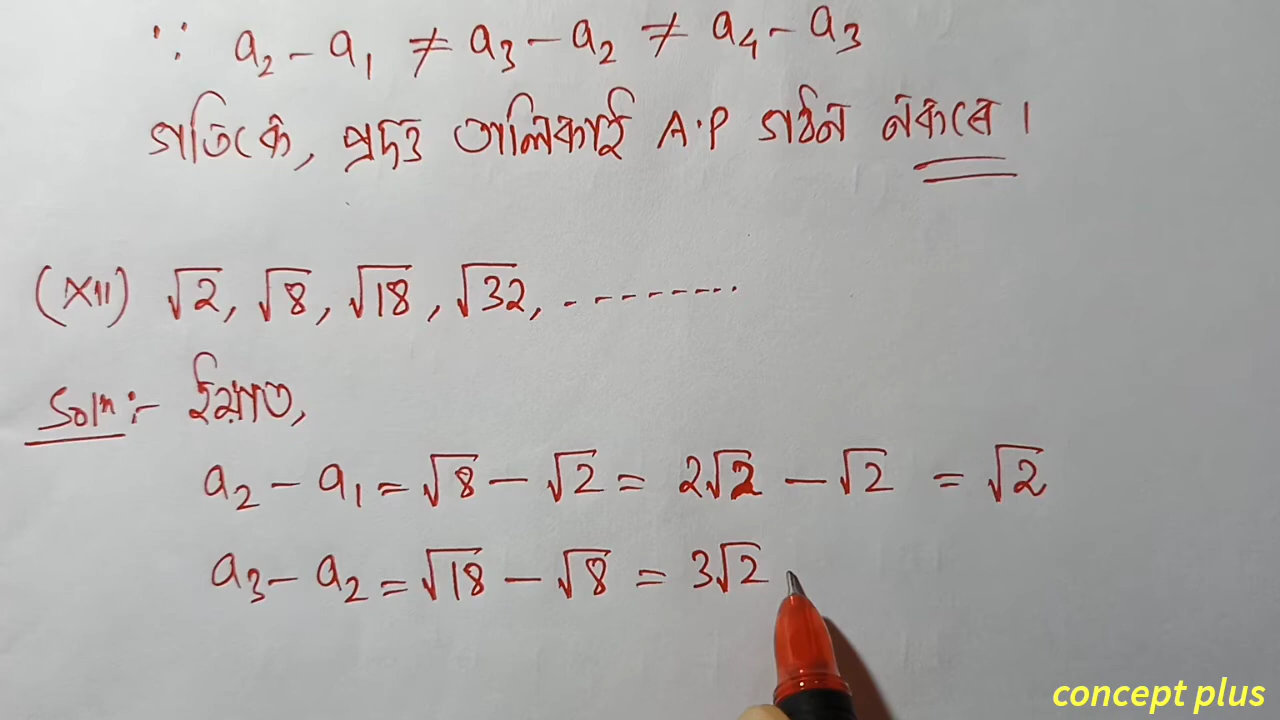 ∵ a₂ - a₁ ≠ a₃ - a₂ ≠ a₄ - a₃
গতিকে, প্ৰদত্ত তালিকাই A.P গঠন নকৰে।
(xii) √2, √8, √18, √32, ---------
Solⁿ :- ইয়াত,
a₂ - a₁ = √8 - √2 = 2√2 - √2 = √2
a₃ - a₂ = √18 - √8 = 3√2
concept plus